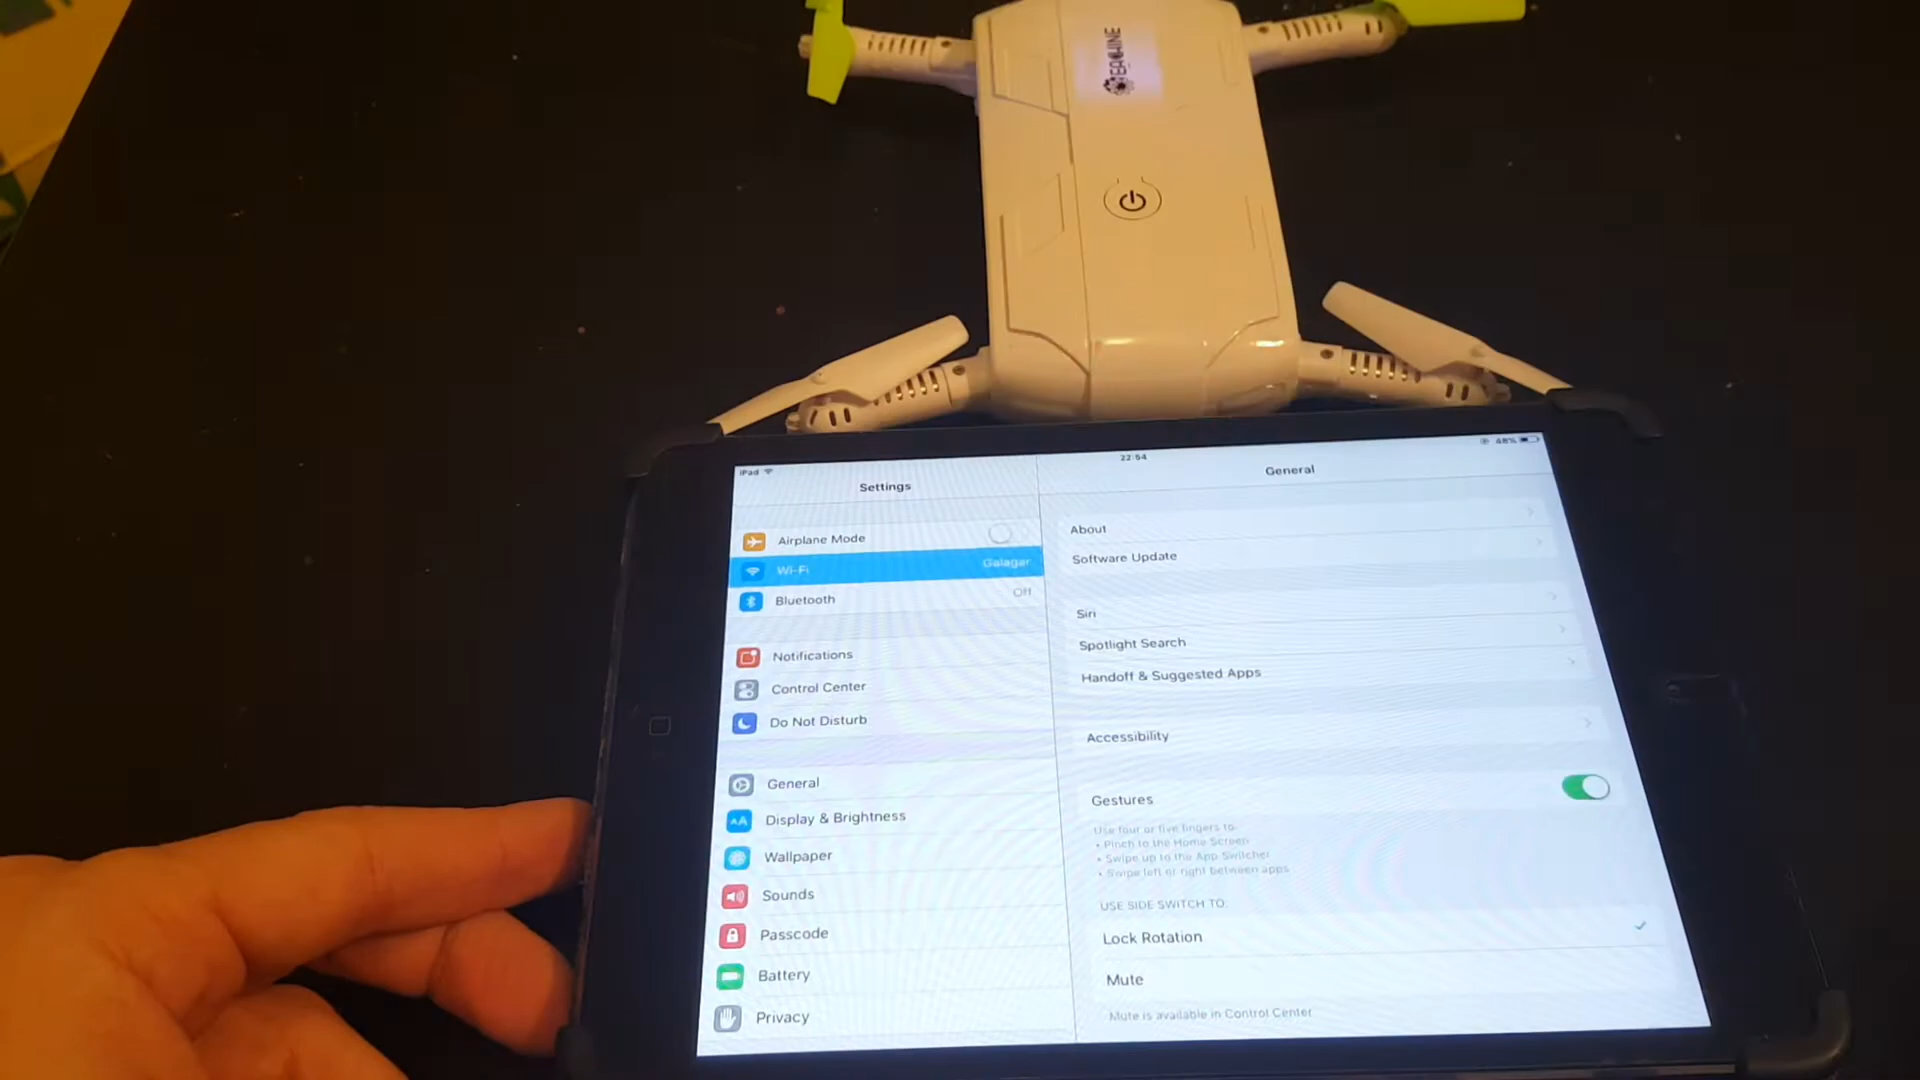 EACHINE
iPad
22:54
48%
Settings
General
Airplane Mode
Wi-Fi
Galagar
Bluetooth
Off
Notifications
Control Center
Do Not Disturb
General
AA
Display & Brightness
Wallpaper
Sounds
Passcode
Battery
Privacy
About
Software Update
Siri
Spotlight Search
Handoff & Suggested Apps
Accessibility
Gestures
Use four or five fingers to:
• Pinch to the Home Screen
• Swipe up to the App Switcher
• Swipe left or right between apps
USE SIDE SWITCH TO:
Lock Rotation
Mute
Mute is available in Control Center